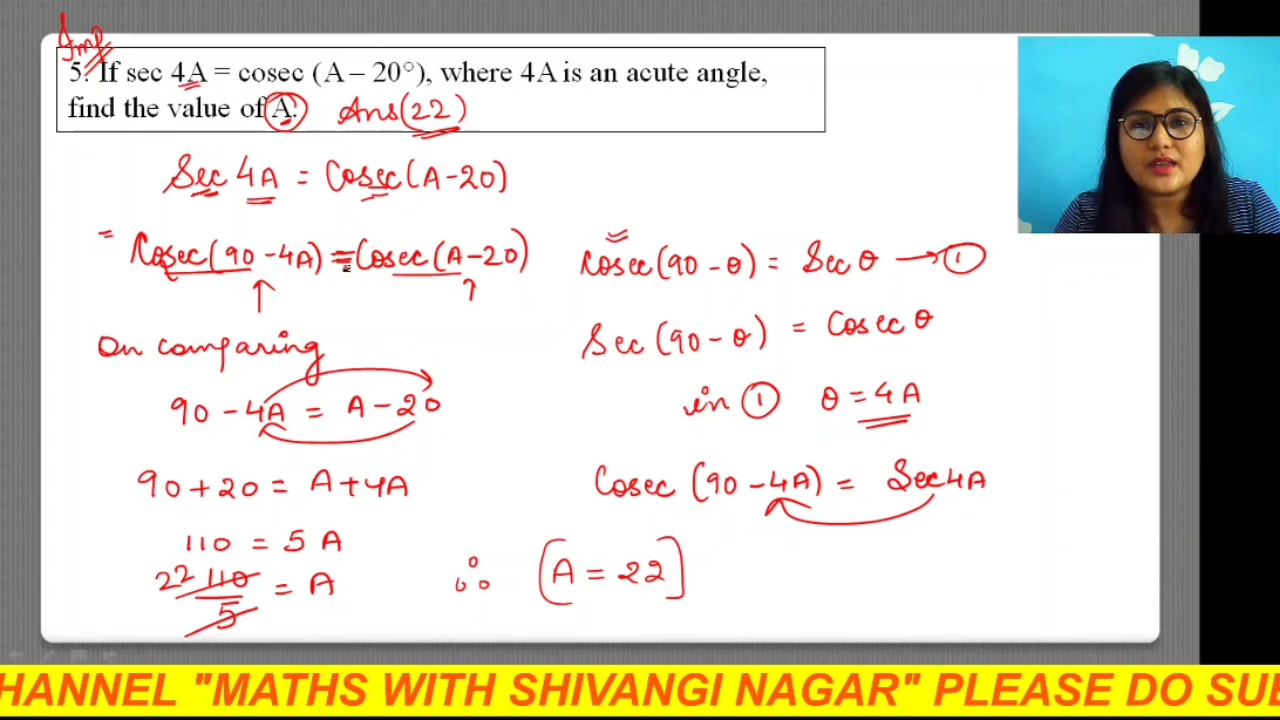 Imp
5. If sec 4A = cosec (A – 20°), where 4A is an acute angle,
find the value of A. Ans(22)
Sec 4A = Cosec(A-20)
= Cosec(90-4A) = Cosec(A-20)
On comparing
90-4A = A-20
90+20 = A+4A
110 = 5A
22 110/5 = A
Cosec(90-θ) = Sec θ → ①
Sec(90-θ) = Cosec θ
in ① θ = 4A
Cosec (90-4A) = Sec4A
∴ [A = 22]
HANNEL "MATHS WITH SHIVANGI NAGAR" PLEASE DO SUB